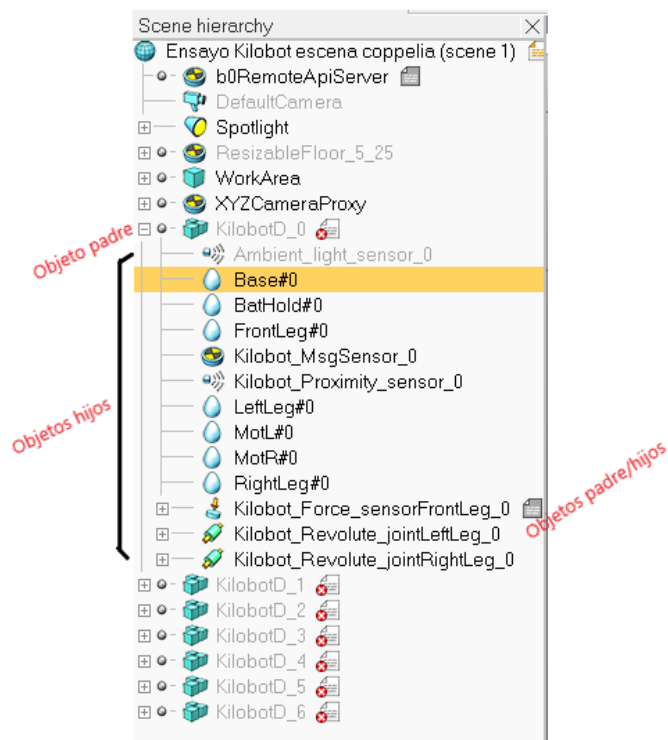 Scene hierarchy
Ensayo Kilobot escena coppelia (scene 1)
b0RemoteApiServer
DefaultCamera
Spotlight
ResizableFloor_5_25
WorkArea
XYZCameraProxy
Objeto padre
KilobotD_0
Ambient_light_sensor_0
Base#0
BatHold#0
FrontLeg#0
Kilobot_MsgSensor_0
Kilobot_Proximity_sensor_0
Objetos hijos
LeftLeg#0
MotL#0
MotR#0
RightLeg#0
Kilobot_Force_sensorFrontLeg_0
Objetos padre/hijos
Kilobot_Revolute_jointLeftLeg_0
Kilobot_Revolute_jointRightLeg_0
KilobotD_1
KilobotD_2
KilobotD_3
KilobotD_4
KilobotD_5
KilobotD_6